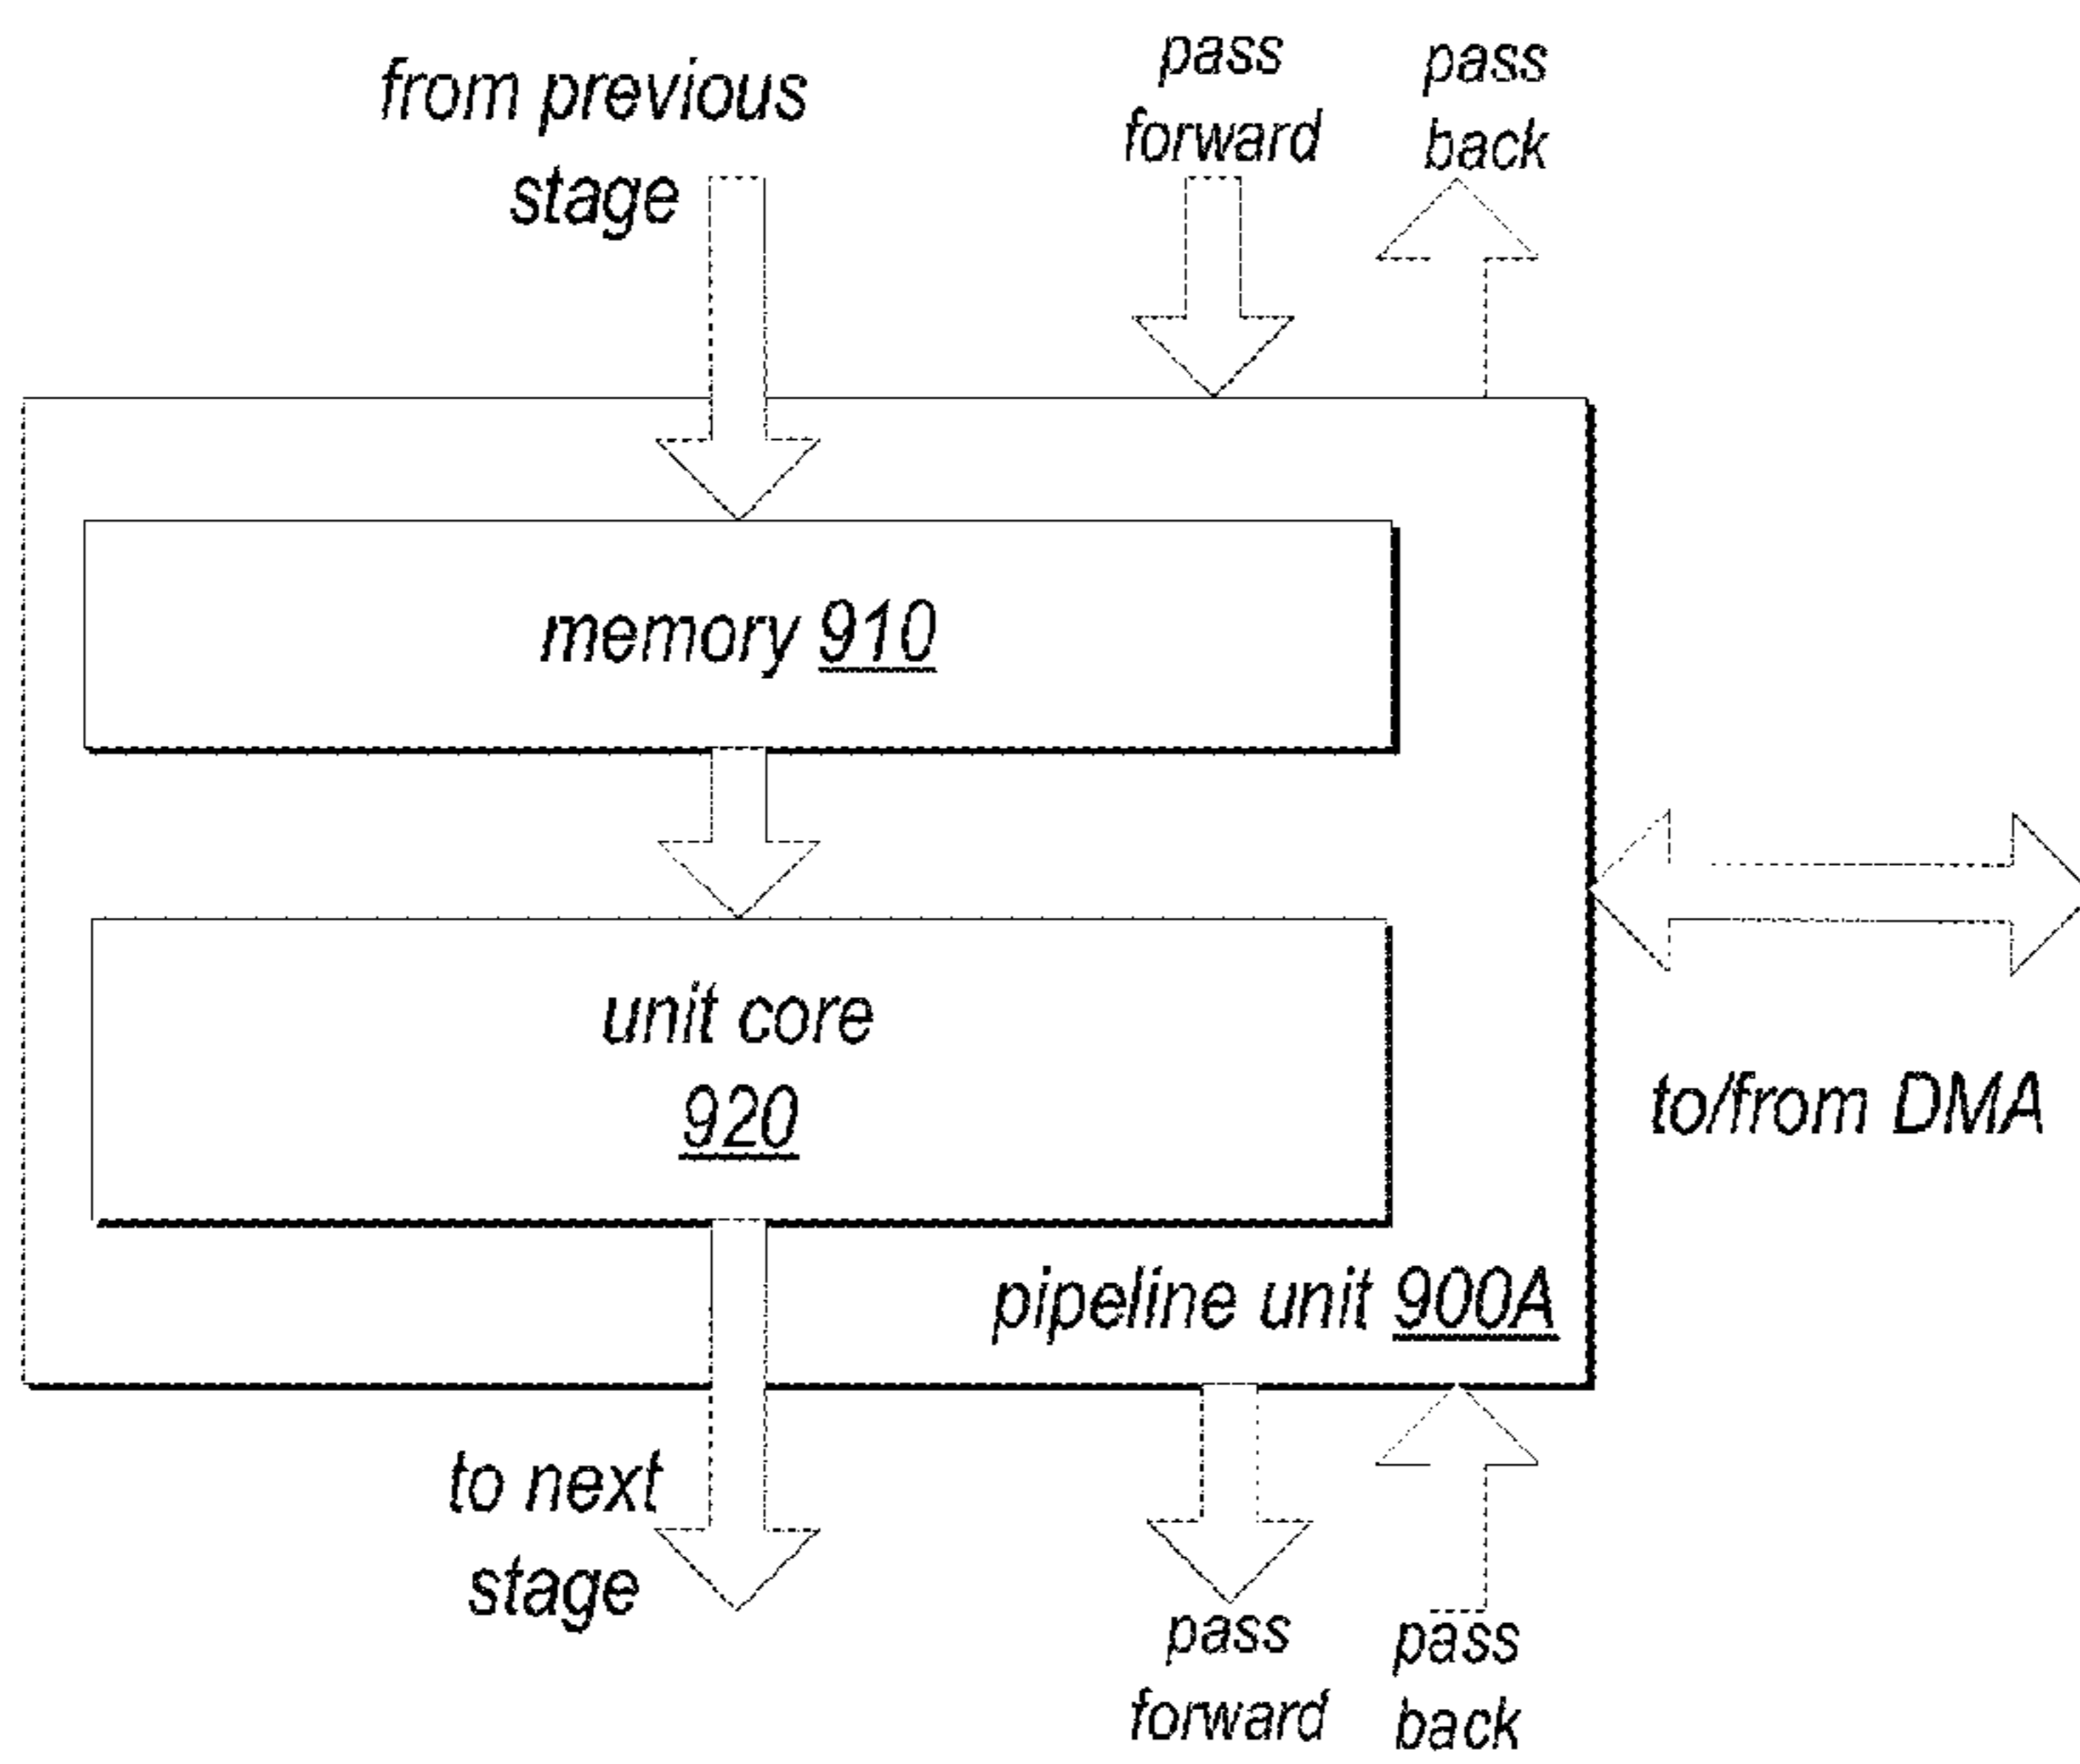 from previous
stage
pass
forward
pass
back
memory 910
unit core
920
to/from DMA
pipeline unit 900A
to next
stage
pass
forward
pass
back